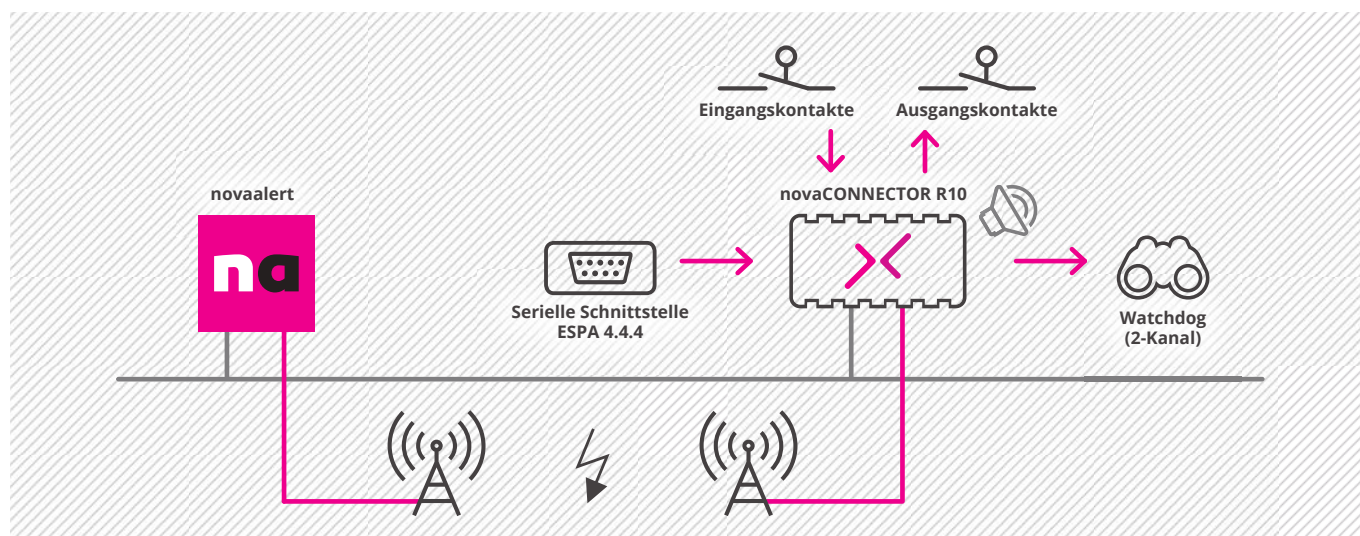 Eingangskontakte
Ausgangskontakte
novaalert
novaCONNECTOR R10
na
Serielle Schnittstelle
ESPA 4.4.4
Watchdog
(2-Kanal)